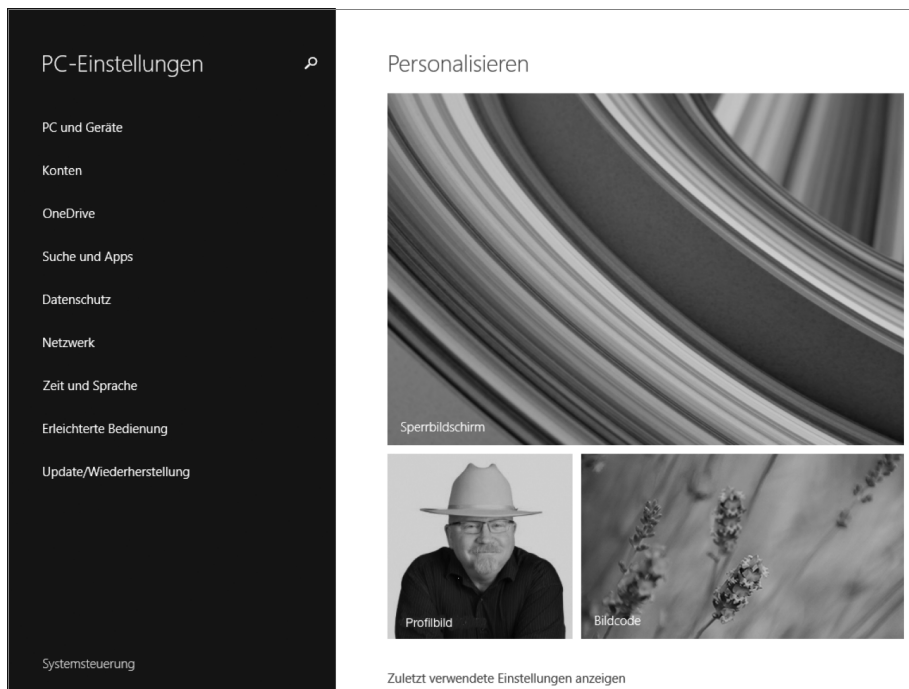 PC-Einstellungen
PC und Geräte
Konten
OneDrive
Suche und Apps
Datenschutz
Netzwerk
Zeit und Sprache
Erleichterte Bedienung
Update/Wiederherstellung
Systemsteuerung
Personalisieren
Sperrbildschirm
Profilbild
Bildcode
Zuletzt verwendete Einstellungen anzeigen